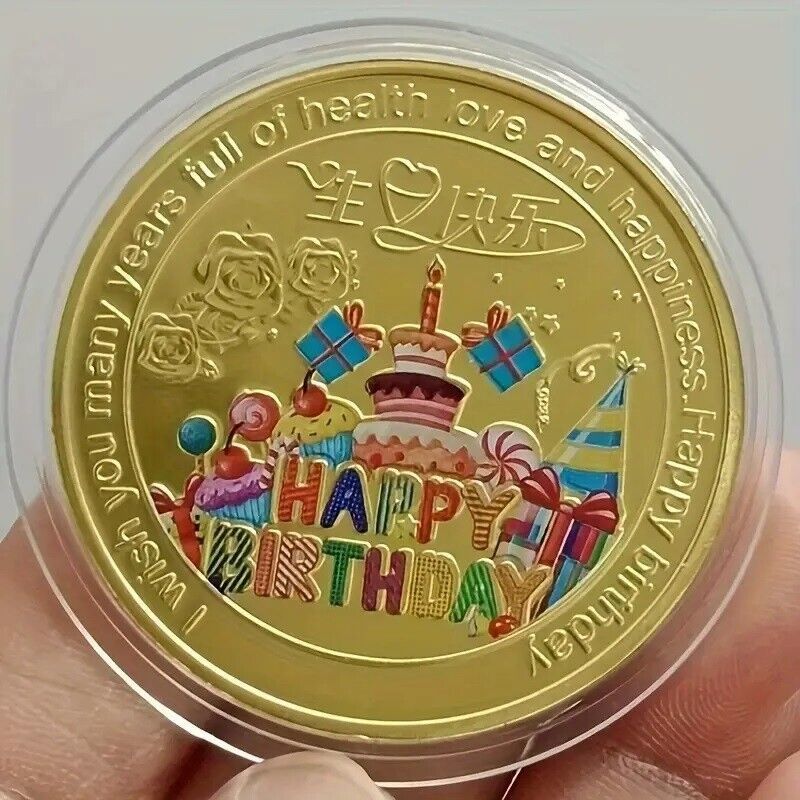 I wish you many years full of health love and happiness.Happy birthday
生日快乐
HAPPY
BIRTHDAY